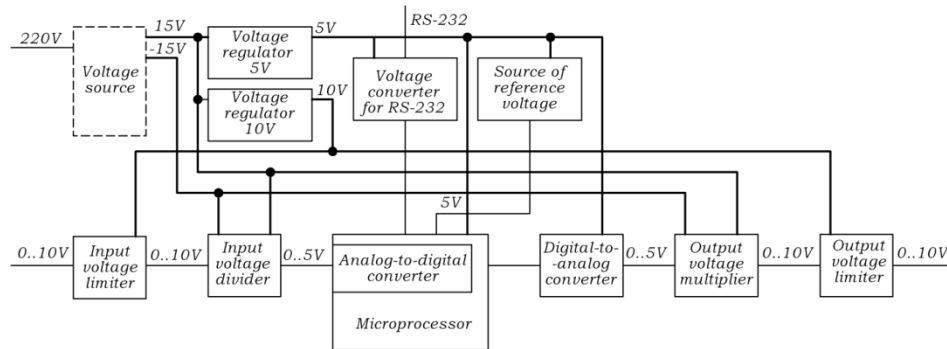 RS-232
220V
15V
-15V
Voltage
source
Voltage
regulator
5V
5V
Voltage
converter
for RS-232
Source of
reference
voltage
Voltage
regulator
10V
10V
5V
0..10V
Input
voltage
limiter
0..10V
Input
voltage
divider
0..5V
Analog-to-digital
converter
Microprocessor
Digital-to-
-analog
converter
0..5V
Output
voltage
multiplier
0..10V
Output
voltage
limiter
0..10V